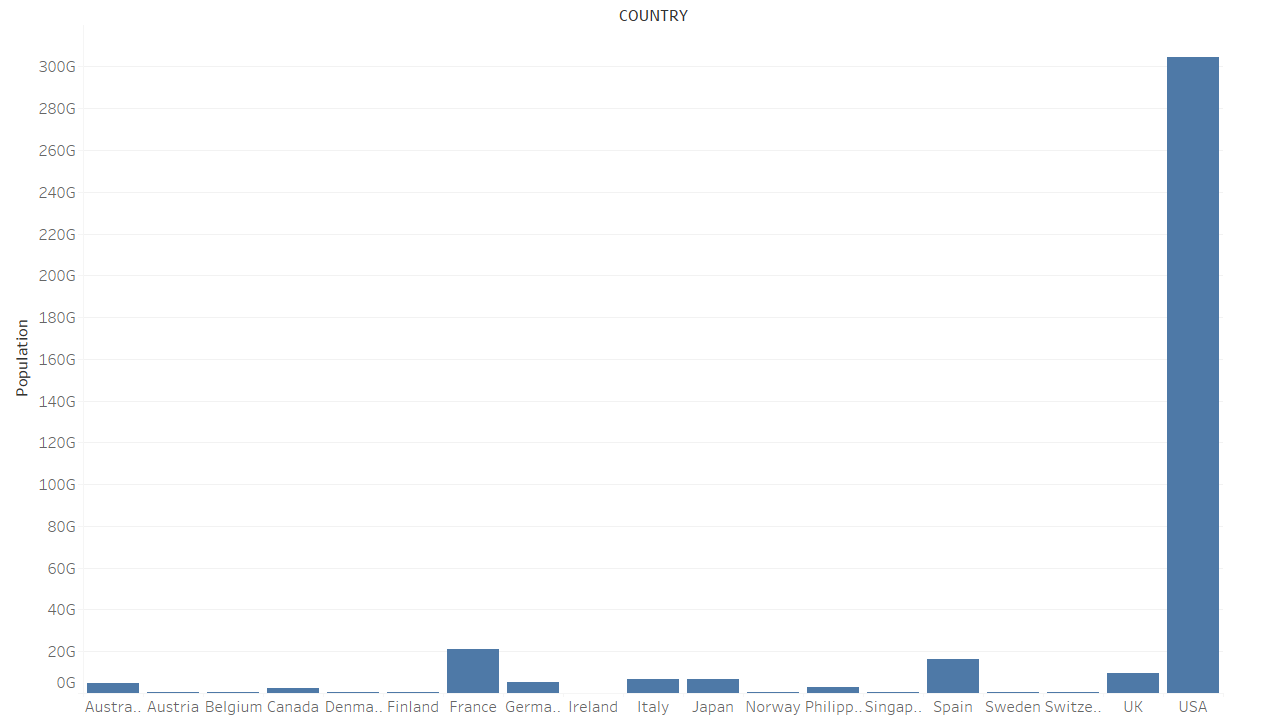 COUNTRY
Population
300G
280G
260G
240G
220G
200G
180G
160G
140G
120G
100G
80G
60G
40G
20G
0G
Austra.. Austria Belgium Canada Denma.. Finland France Germa.. Ireland Italy Japan Norway Philipp.. Singap.. Spain Sweden Switze.. UK USA